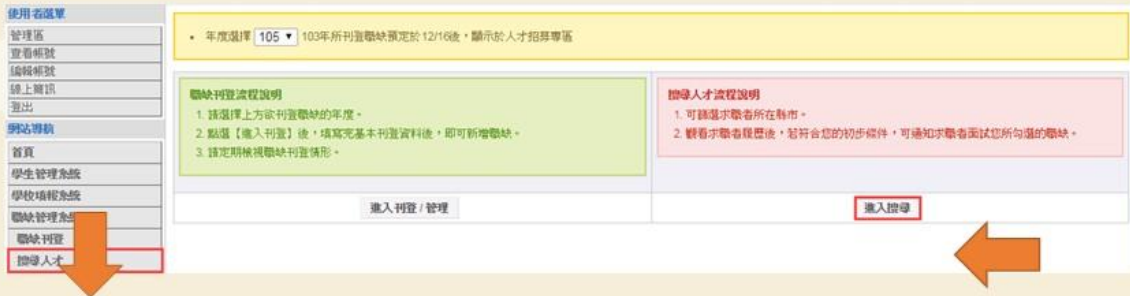 使用者選單
管理區
查看帳號
編輯帳號
線上簡訊
登出
網站導航
首頁
學生管理系統
學校填報系統
職缺管理系
職缺刊登
搜尋人才
• 年度選擇 105 ▼ 103年所刊登職缺預定於12/16後，顯示於人才招募專區
職缺刊登流程說明
1. 請選擇上方欲刊登職缺的年度。
2. 點選【進入刊登】後，填寫完基本刊登資料後，即可新增職缺。
3. 請定期檢視職缺刊登情形。
進入刊登 / 管理
搜尋人才流程說明
1. 可篩選求職者所在縣市。
2. 觀看求職者履歷後，若符合您的初步條件，可通知求職者面試您所勾選的職缺。
進入搜尋